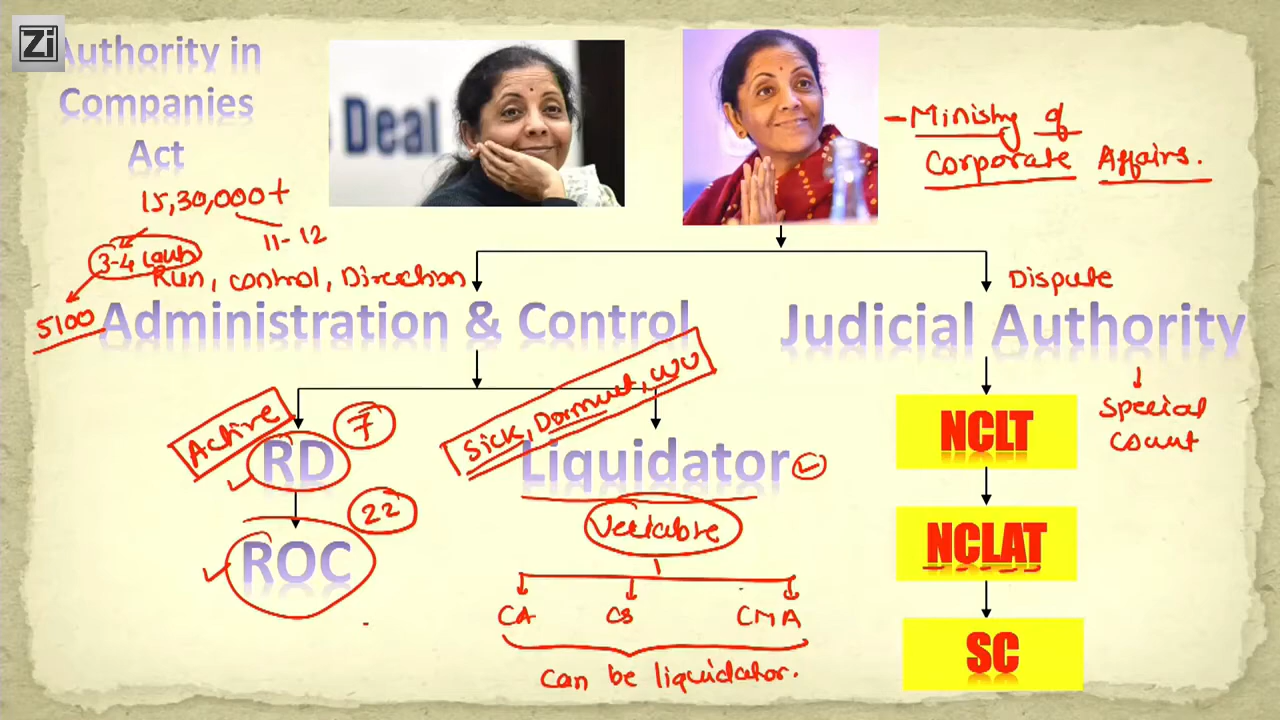 Zi
Authority in
Companies
Act
e Deal
- Ministry of
Corporate Affairs.
15,30,000+
11-12
3-4 Lakh
5100
Run, control, Direction
Dispute
Administration & Control
Judicial Authority
Special
Court
Active
RD
7
ROC
22
Sick, Dormant, WU
Liquidator
Variable
CA CS CMA
Can be liquidator.
NCLT
NCLAT
SC